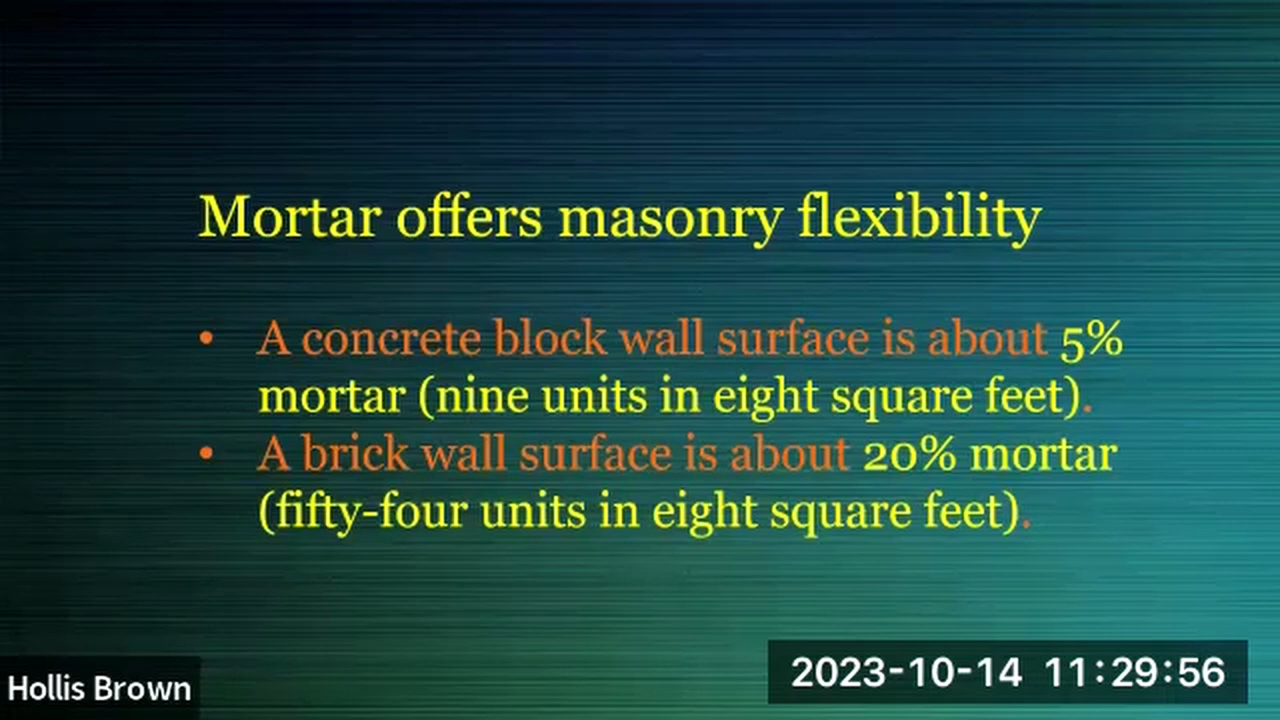 Mortar offers masonry flexibility
• A concrete block wall surface is about 5%
mortar (nine units in eight square feet).
• A brick wall surface is about 20% mortar
(fifty-four units in eight square feet).
Hollis Brown
2023-10-14 11:29:56